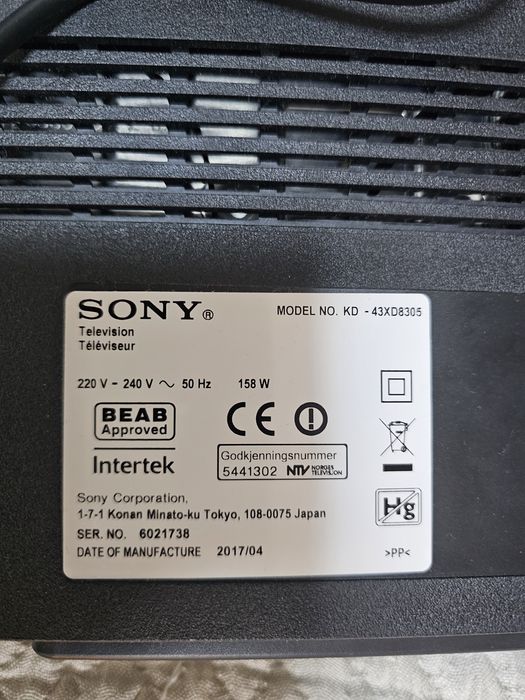 SONY® MODEL NO. KD - 43XD8305
Television
Téléviseur
220 V - 240 V ~ 50 Hz 158 W
BEAB
Approved
CE
Intertek
Godkjenningsnummer
5441302 NTV NORGES TELEVISJON
Sony Corporation,
1-7-1 Konan Minato-ku Tokyo, 108-0075 Japan
Hg
SER. NO. 6021738
DATE OF MANUFACTURE 2017/04
>PP<